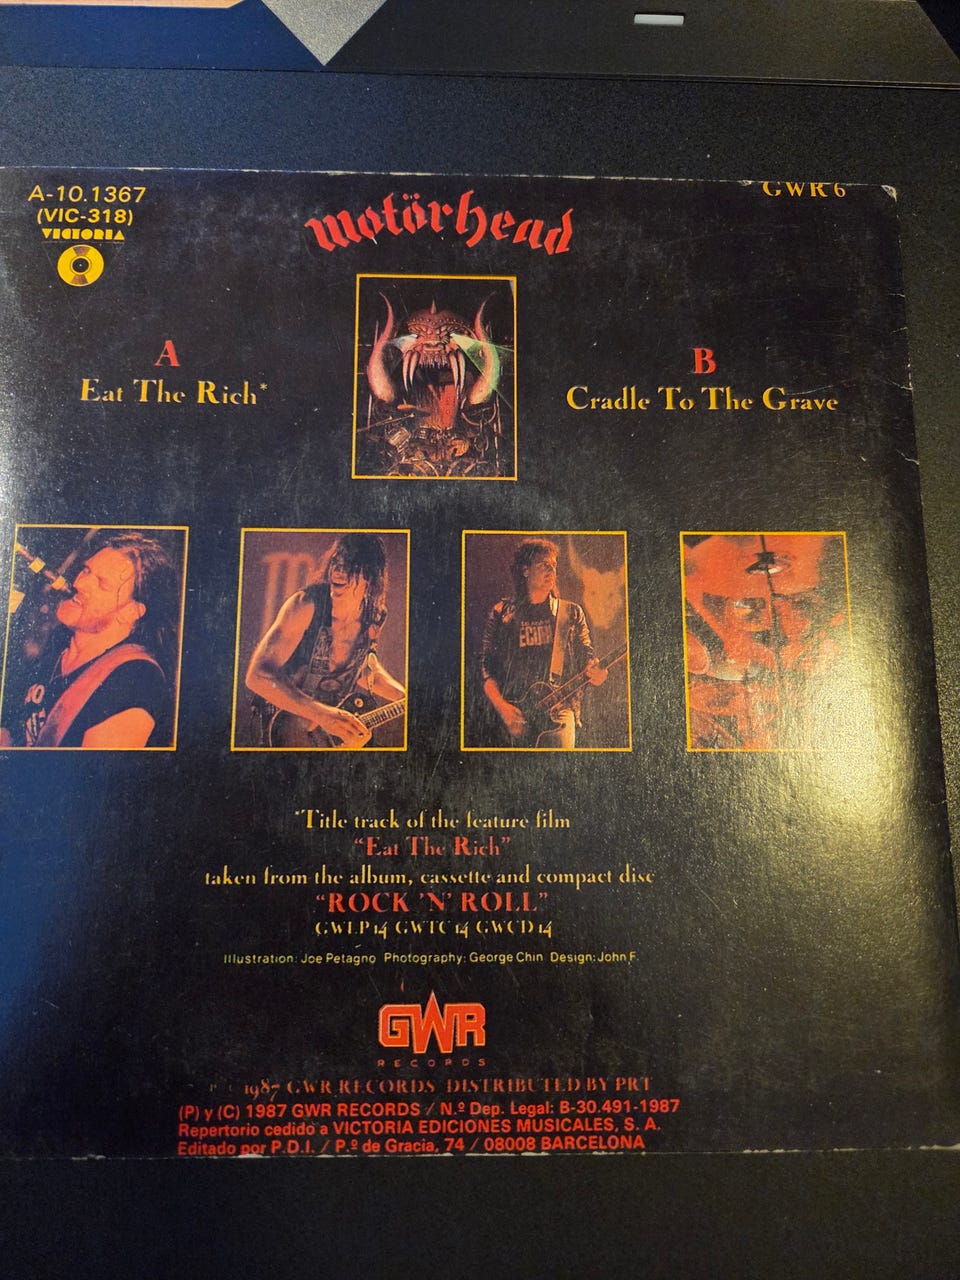 A-10.1367
(VIC-318)
VICTORIA
GWR 6
motörhead
A
Eat The Rich*
B
Cradle To The Grave
*Title track of the feature film
“Eat The Rich”
taken from the album, cassette and compact disc
“ROCK 'N' ROLL”
GWLP 14 GWTC 14 GWCD 14
Illustration: Joe Petagno Photography: George Chin Design: John F.
GWR
RECORDS
1987 GWR RECORDS DISTRIBUTED BY PRT
(P) y (C) 1987 GWR RECORDS / N.º Dep. Legal: B-30.491-1987
Repertorio cedido a VICTORIA EDICIONES MUSICALES, S. A.
Editado por P.D.I. / P.º de Gracia, 74 / 08008 BARCELONA